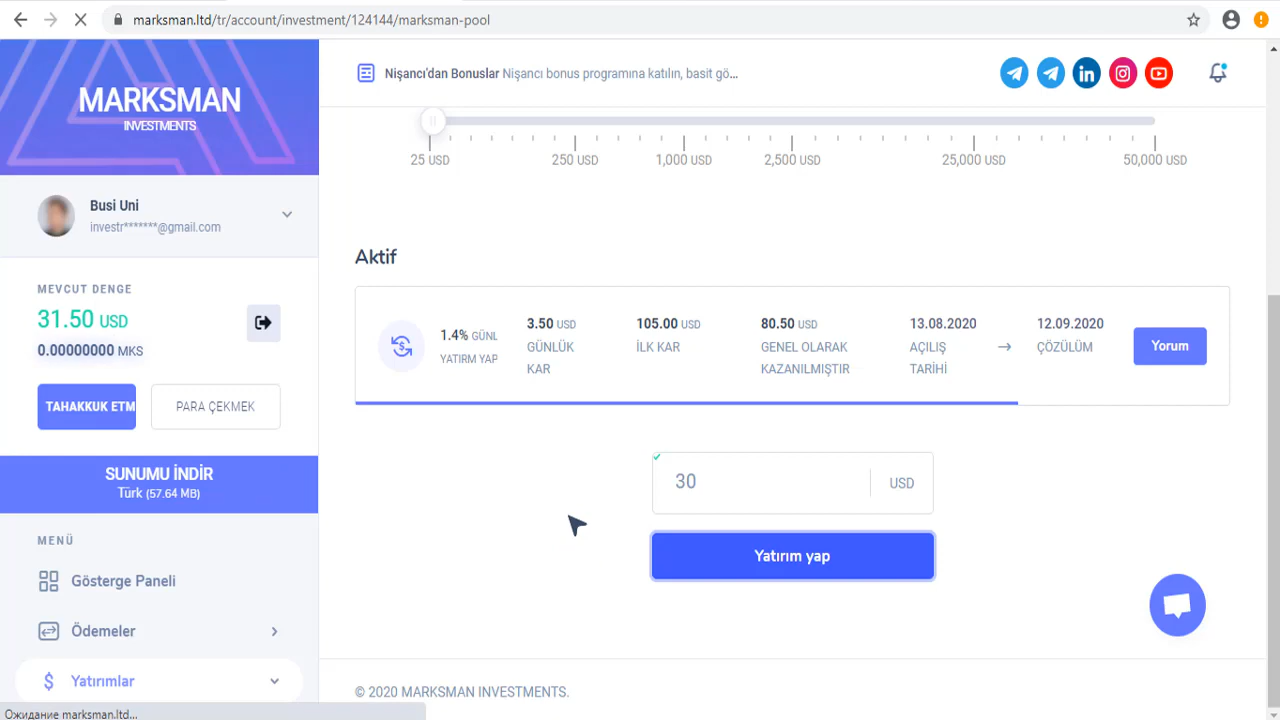 marksman.ltd/tr/account/investment/124144/marksman-pool
MARKSMAN
INVESTMENTS
Busi Uni
investr*******@gmail.com
MEVCUT DENGE
31.50 USD
0.00000000 MKS
TAHAKKUK ETM
PARA ÇEKMEK
SUNUMU İNDİR
Türk (57.64 MB)
MENÜ
Gösterge Paneli
Ödemeler
Yatırımlar
Nişancı'dan Bonuslar Nişancı bonus programına katılın, basit gö...
25 USD
250 USD
1,000 USD
2,500 USD
25,000 USD
50,000 USD
Aktif
1.4% GÜNL
YATIRIM YAP
3.50 USD
GÜNLÜK
KAR
105.00 USD
İLK KAR
80.50 USD
GENEL OLARAK
KAZANILMIŞTIR
13.08.2020
AÇILIŞ
TARİHİ
12.09.2020
ÇÖZÜLÜM
Yorum
30
USD
Yatırım yap
© 2020 MARKSMAN INVESTMENTS.
Ожидание marksman.ltd...